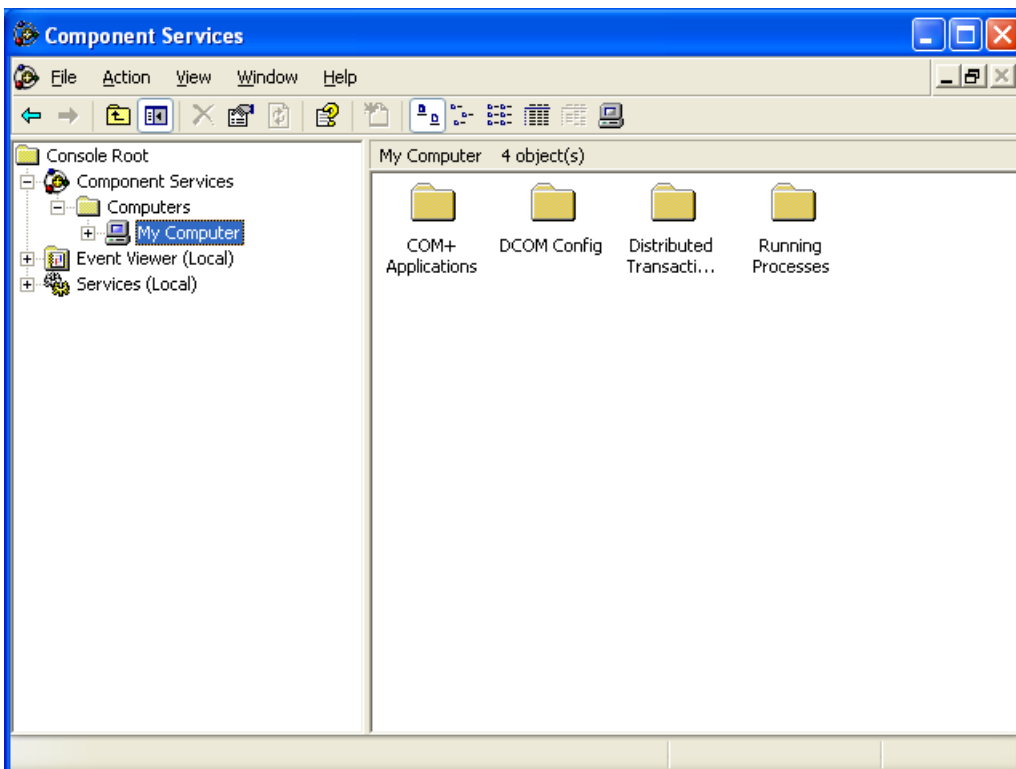 Component Services
File Action View Window Help
Console Root
Component Services
Computers
My Computer
Event Viewer (Local)
Services (Local)
My Computer 4 object(s)
COM+
Applications
DCOM Config
Distributed
Transacti...
Running
Processes